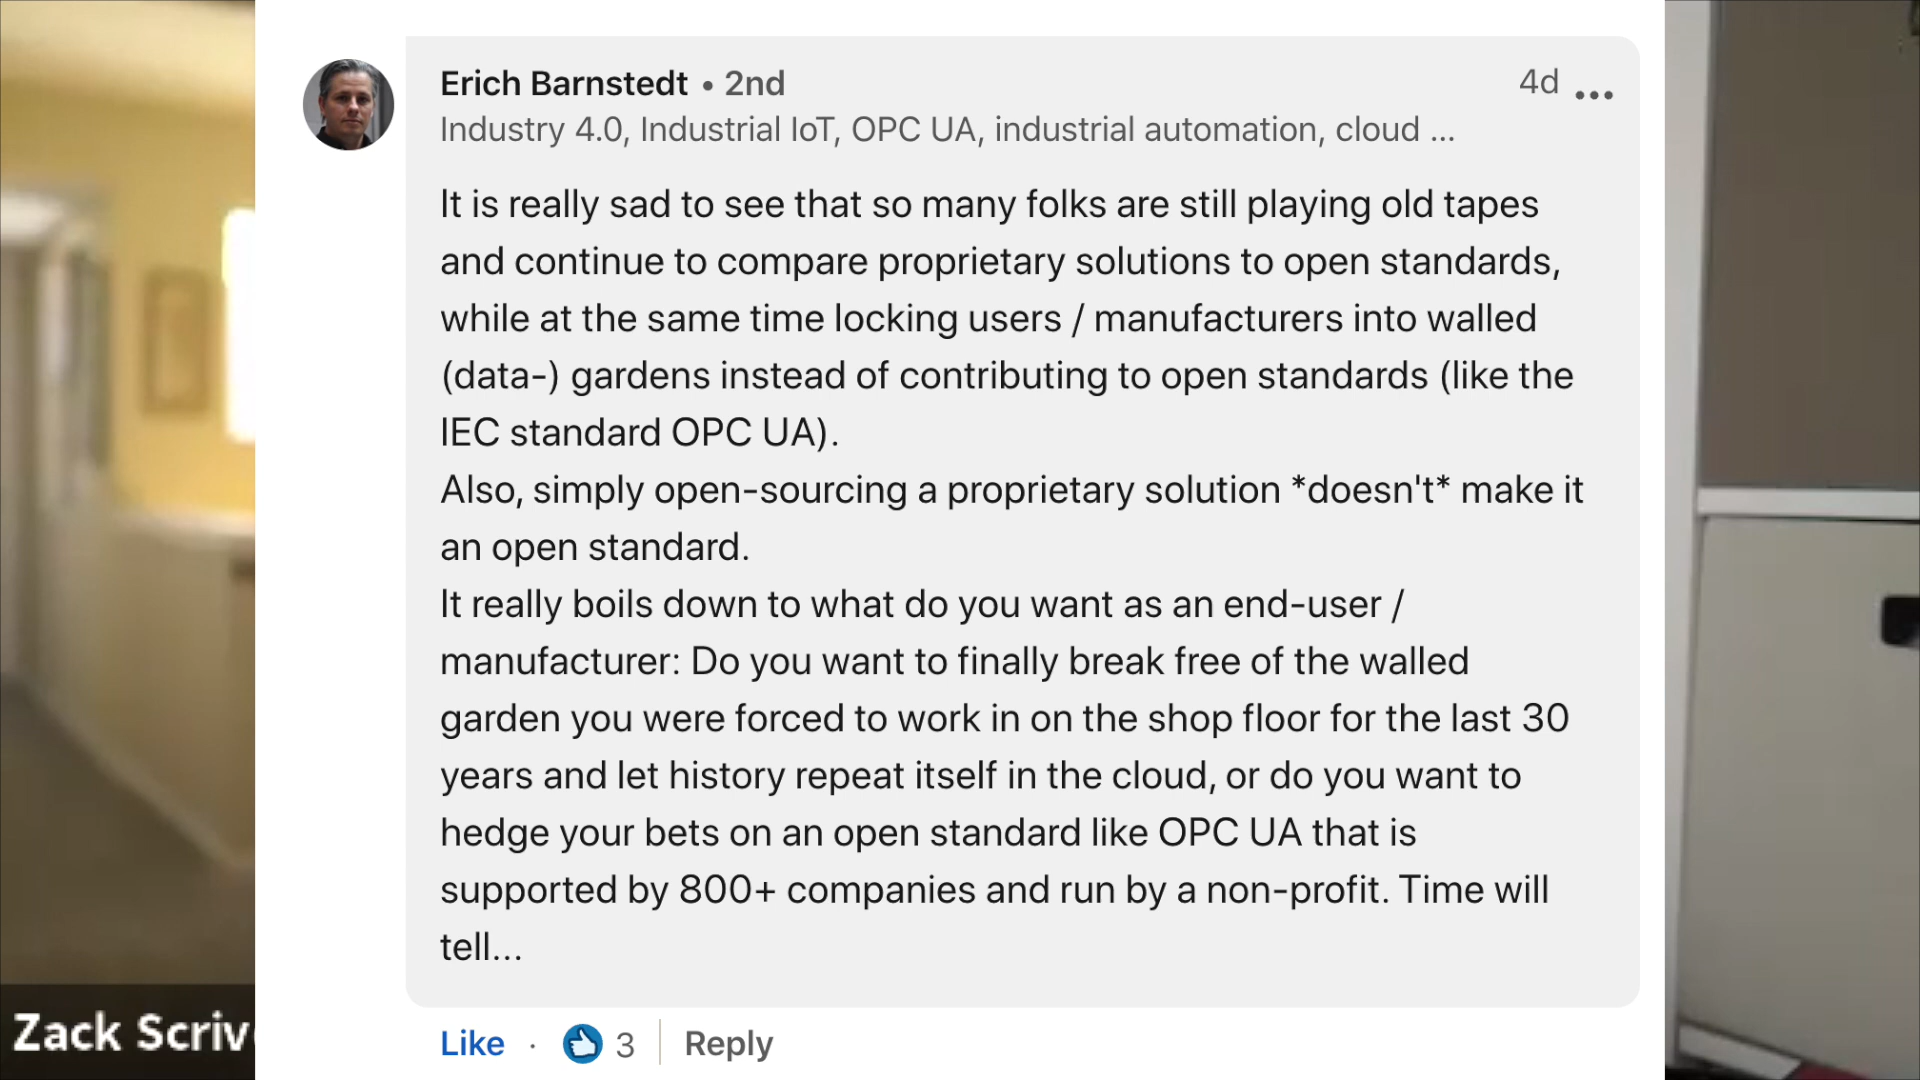 Erich Barnstedt • 2nd
4d ...
Industry 4.0, Industrial IoT, OPC UA, industrial automation, cloud ...
It is really sad to see that so many folks are still playing old tapes
and continue to compare proprietary solutions to open standards,
while at the same time locking users / manufacturers into walled
(data-) gardens instead of contributing to open standards (like the
IEC standard OPC UA).
Also, simply open-sourcing a proprietary solution *doesn't* make it
an open standard.
It really boils down to what do you want as an end-user /
manufacturer: Do you want to finally break free of the walled
garden you were forced to work in on the shop floor for the last 30
years and let history repeat itself in the cloud, or do you want to
hedge your bets on an open standard like OPC UA that is
supported by 800+ companies and run by a non-profit. Time will
tell...
Like · 3 Reply
Zack Scriv